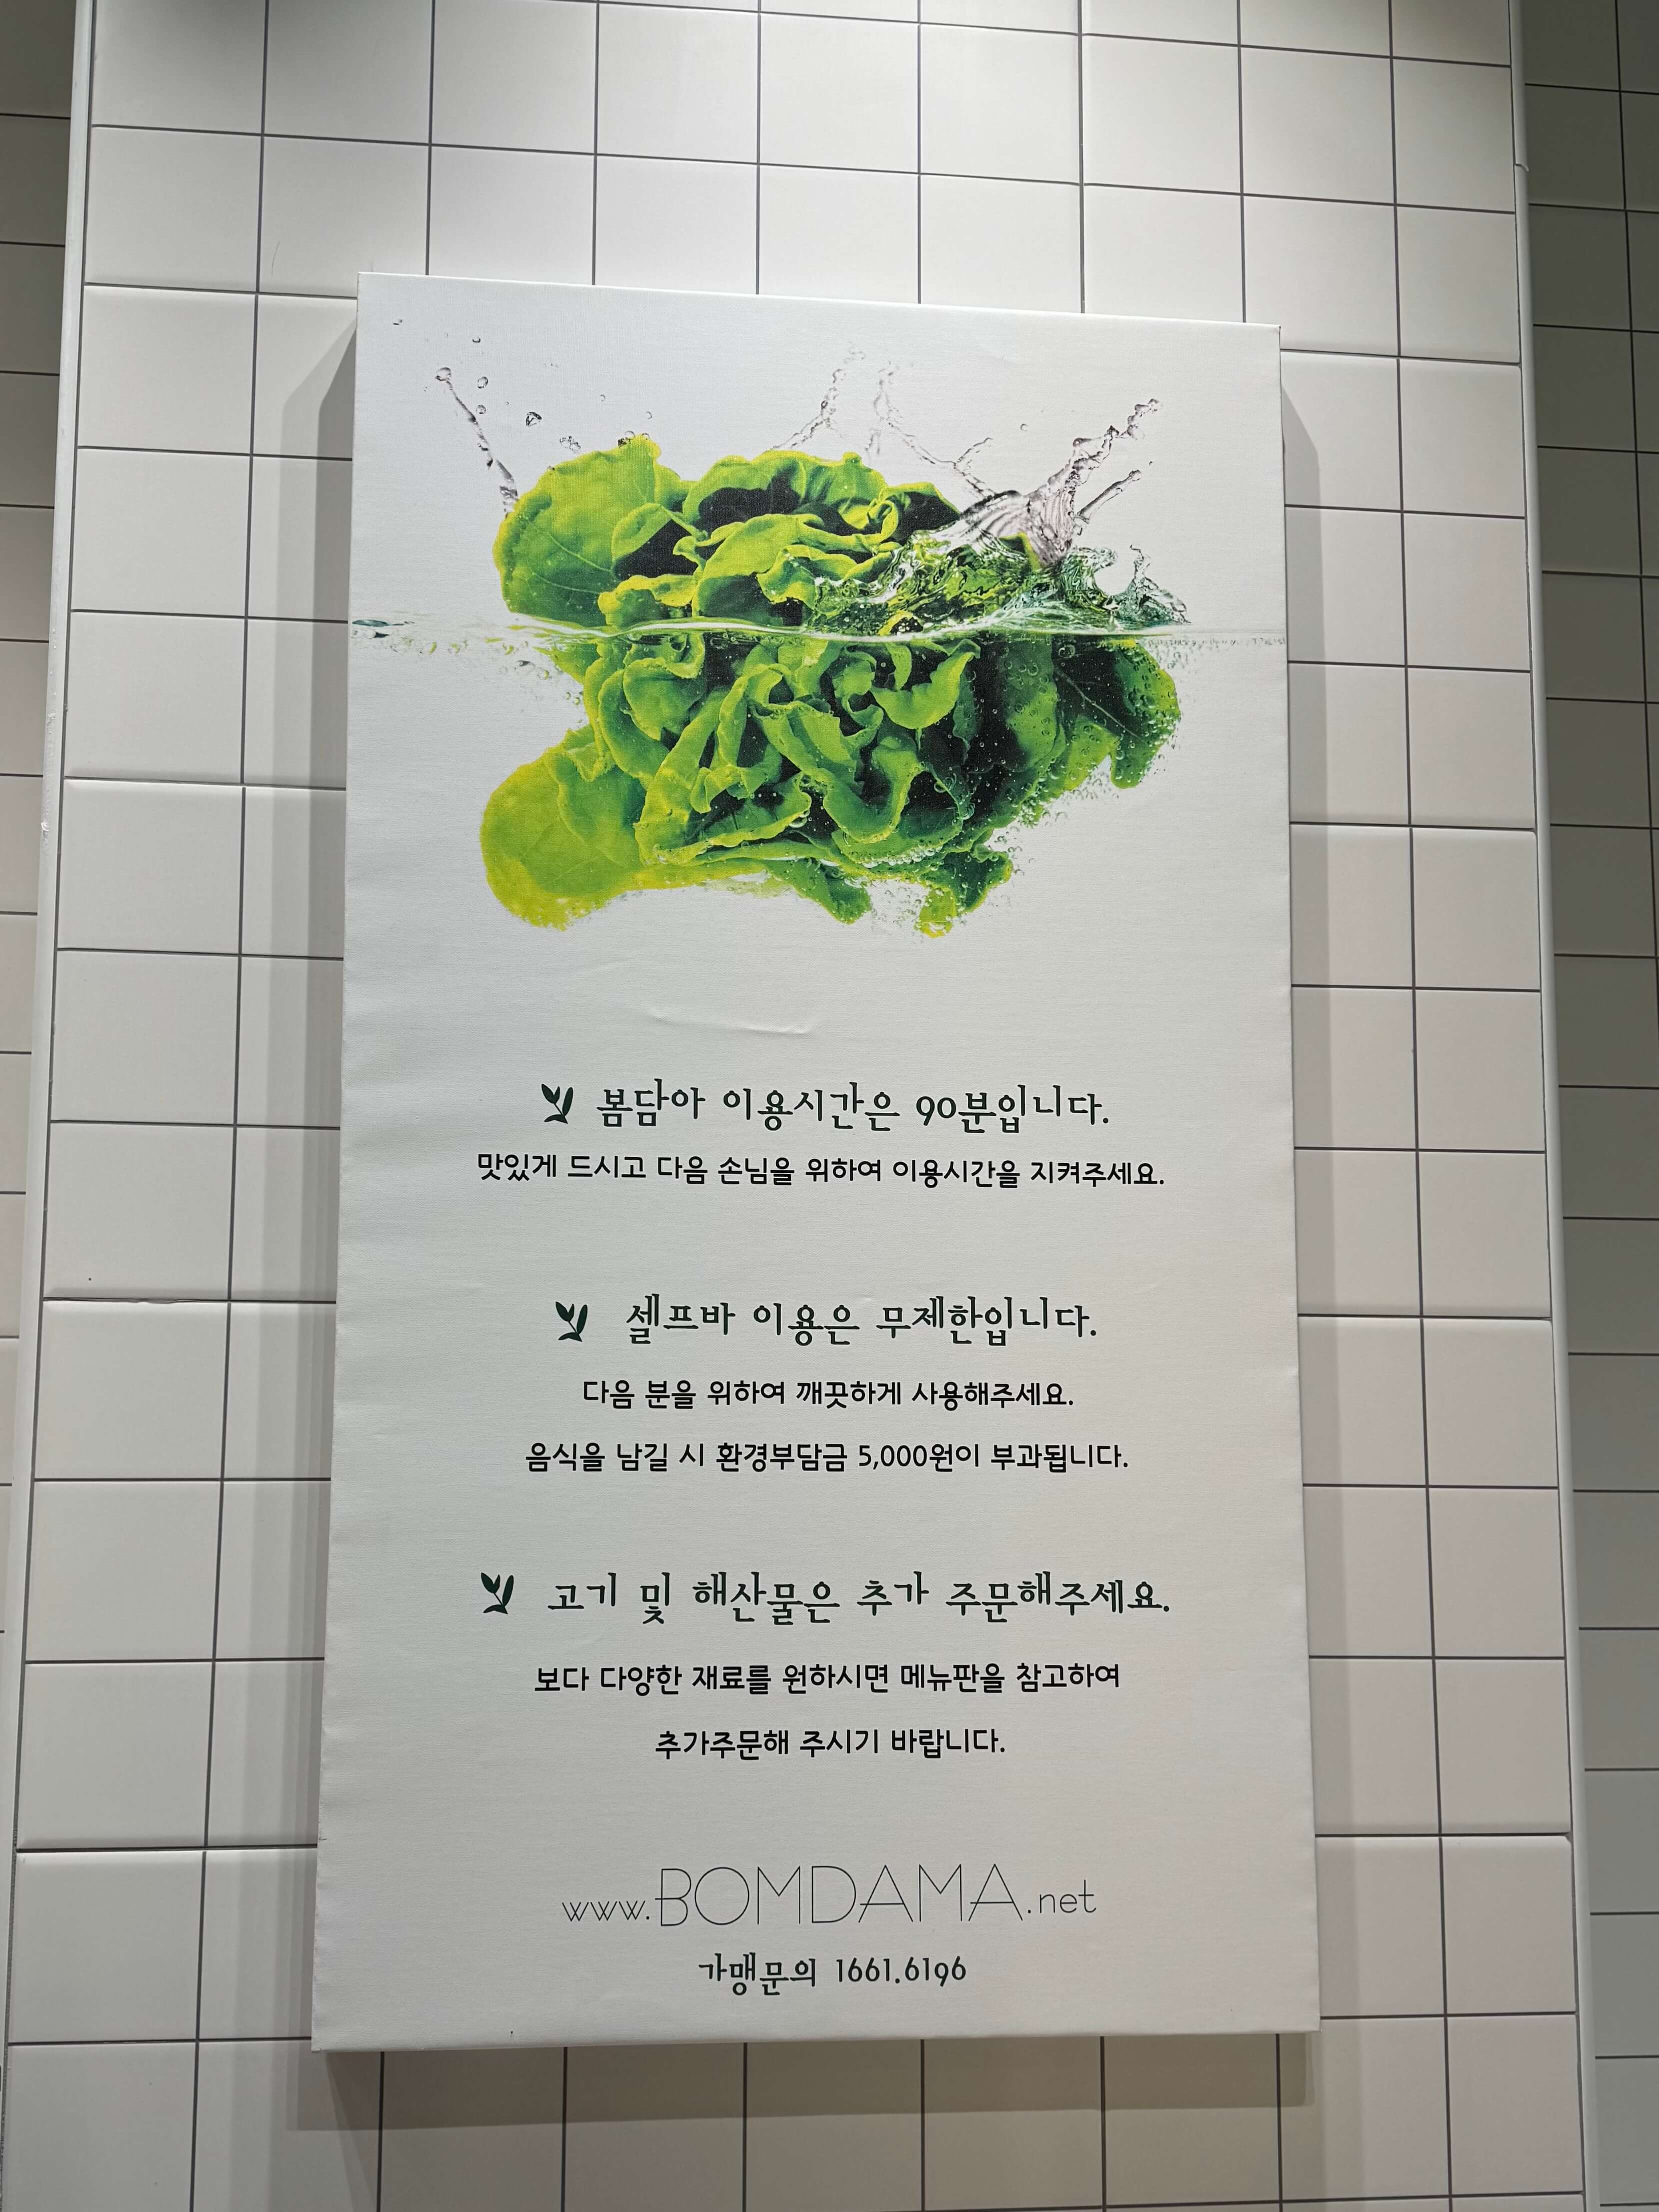 봄담아 이용시간은 90분입니다.
맛있게 드시고 다음 손님을 위하여 이용시간을 지켜주세요.
셀프바 이용은 무제한입니다.
다음 분을 위하여 깨끗하게 사용해주세요.
음식을 남길 시 환경부담금 5,000원이 부과됩니다.
고기 및 해산물은 추가 주문해주세요.
보다 다양한 재료를 원하시면 메뉴판을 참고하여
추가주문해 주시기 바랍니다.
www.BOMDAMA.net
가맹문의 1661.6196